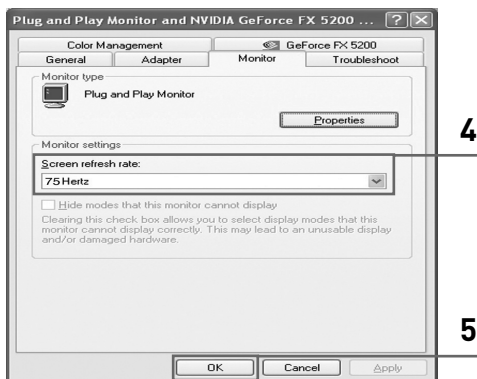 Plug and Play Monitor and NVIDIA GeForce FX 5200 ...
Color Management
GeForce FX 5200
General
Adapter
Monitor
Troubleshoot
Monitor type
Plug and Play Monitor
Properties
4
Monitor settings
Screen refresh rate:
75 Hertz
Hide modes that this monitor cannot display
Clearing this check box allows you to select display modes that this
monitor cannot display correctly. This may lead to an unusable display
and/or damaged hardware.
5
OK
Cancel
Apply